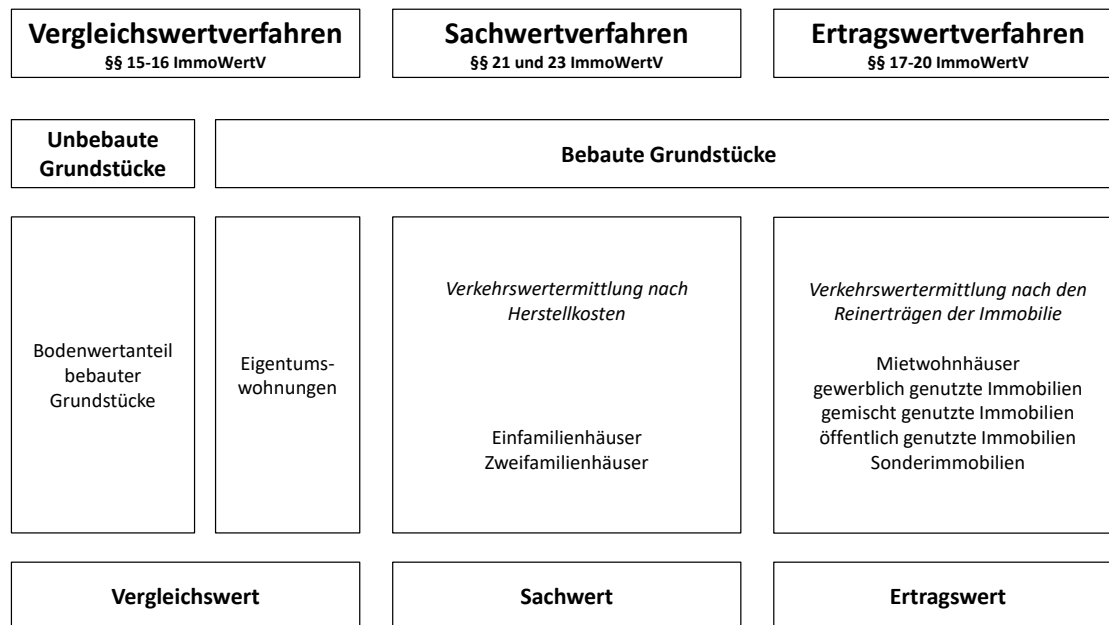 Vergleichswertverfahren
§§ 15-16 ImmoWertV
Sachwertverfahren
§§ 21 und 23 ImmoWertV
Ertragswertverfahren
§§ 17-20 ImmoWertV
Unbebaute
Grundstücke
Bebaute Grundstücke
Bodenwertanteil
bebauter
Grundstücke
Eigentums-
wohnungen
Verkehrswertermittlung nach
Herstellkosten
Einfamilienhäuser
Zweifamilienhäuser
Verkehrswertermittlung nach den
Reinerträgen der Immobilie
Mietwohnhäuser
gewerblich genutzte Immobilien
gemischt genutzte Immobilien
öffentlich genutzte Immobilien
Sonderimmobilien
Vergleichswert
Sachwert
Ertragswert